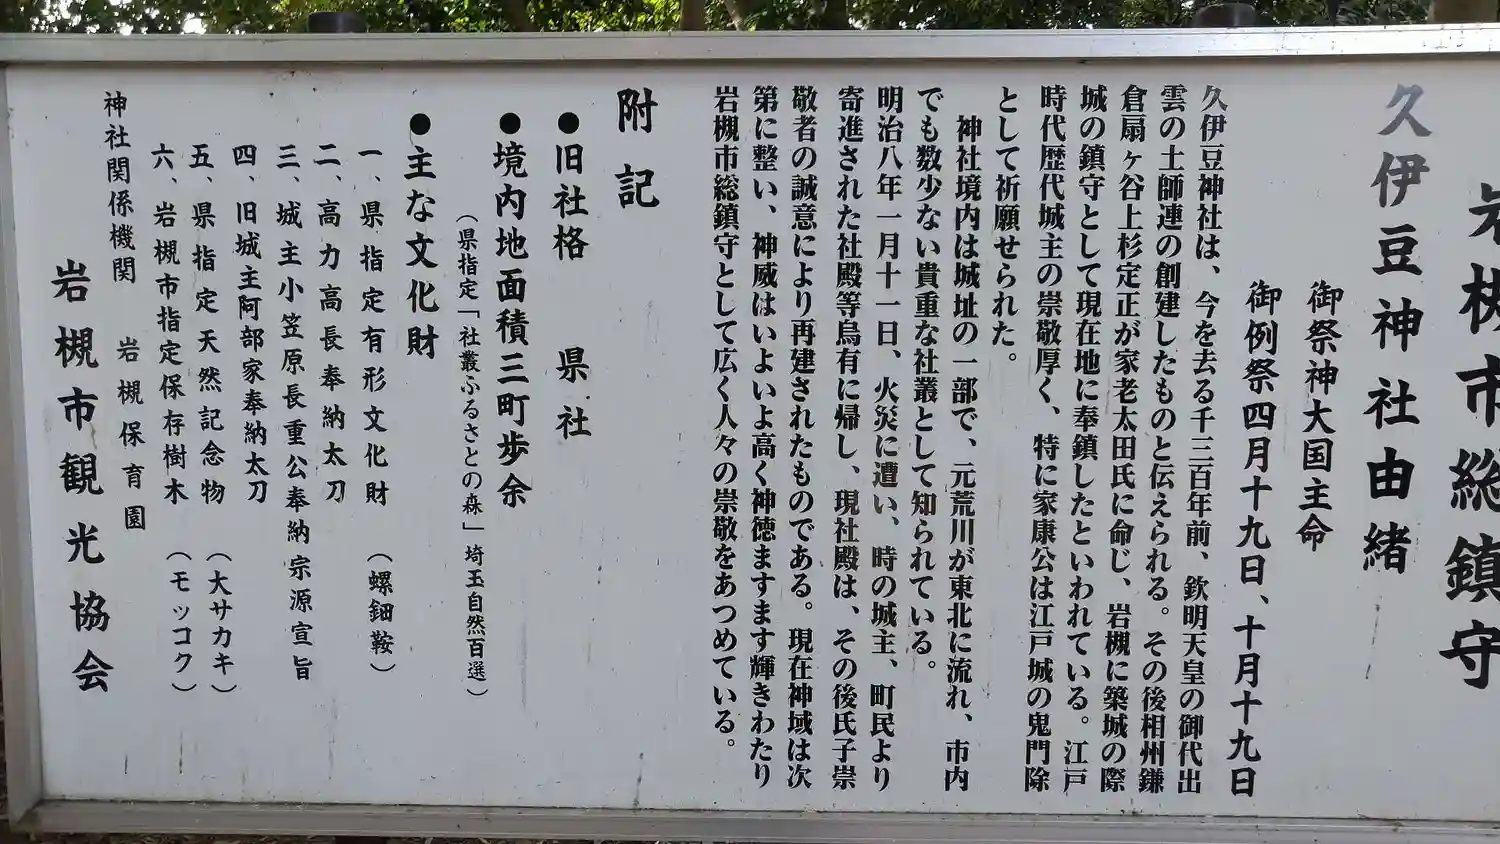 岩槻市総鎮守
久伊豆神社由緒
御祭神大国主命
御例祭四月十九日、十月十九日
久伊豆神社は、今を去る千三百年前、欽明天皇の御代出
雲の土師連の創建したものと伝えられる。その後相州鎌
倉扇ヶ谷上杉定正が家老太田氏に命じ、岩槻に築城の際
城の鎮守として現在地に奉鎮したといわれている。江戸
時代歴代城主の崇敬厚く、特に家康公は江戸城の鬼門除
として祈願せられた。
神社境内は城址の一部で、元荒川が東北に流れ、市内
でも数少ない貴重な社叢として知られている。
明治八年一月十一日、火災に遭い、時の城主、町民より
寄進された社殿等烏有に帰し、現社殿は、その後氏子崇
敬者の誠意により再建されたものである。現在神域は次
第に整い、神威はいよいよ高く神徳ますます輝きわたり
岩槻市総鎮守として広く人々の崇敬をあつめている。
附記
●旧社格 県社
●境内地面積三町歩余
（県指定「社叢ふるさとの森」埼玉自然百選）
●主な文化財
一、県指定有形文化財（螺鈿鞍）
二、高力高長奉納太刀
三、城主小笠原長重公奉納宗源宣旨
四、旧城主阿部家奉納太刀
五、県指定天然記念物（大サカキ）
六、岩槻市指定保存樹木（モッコク）
神社関係機関 岩槻保育園
岩槻市観光協会